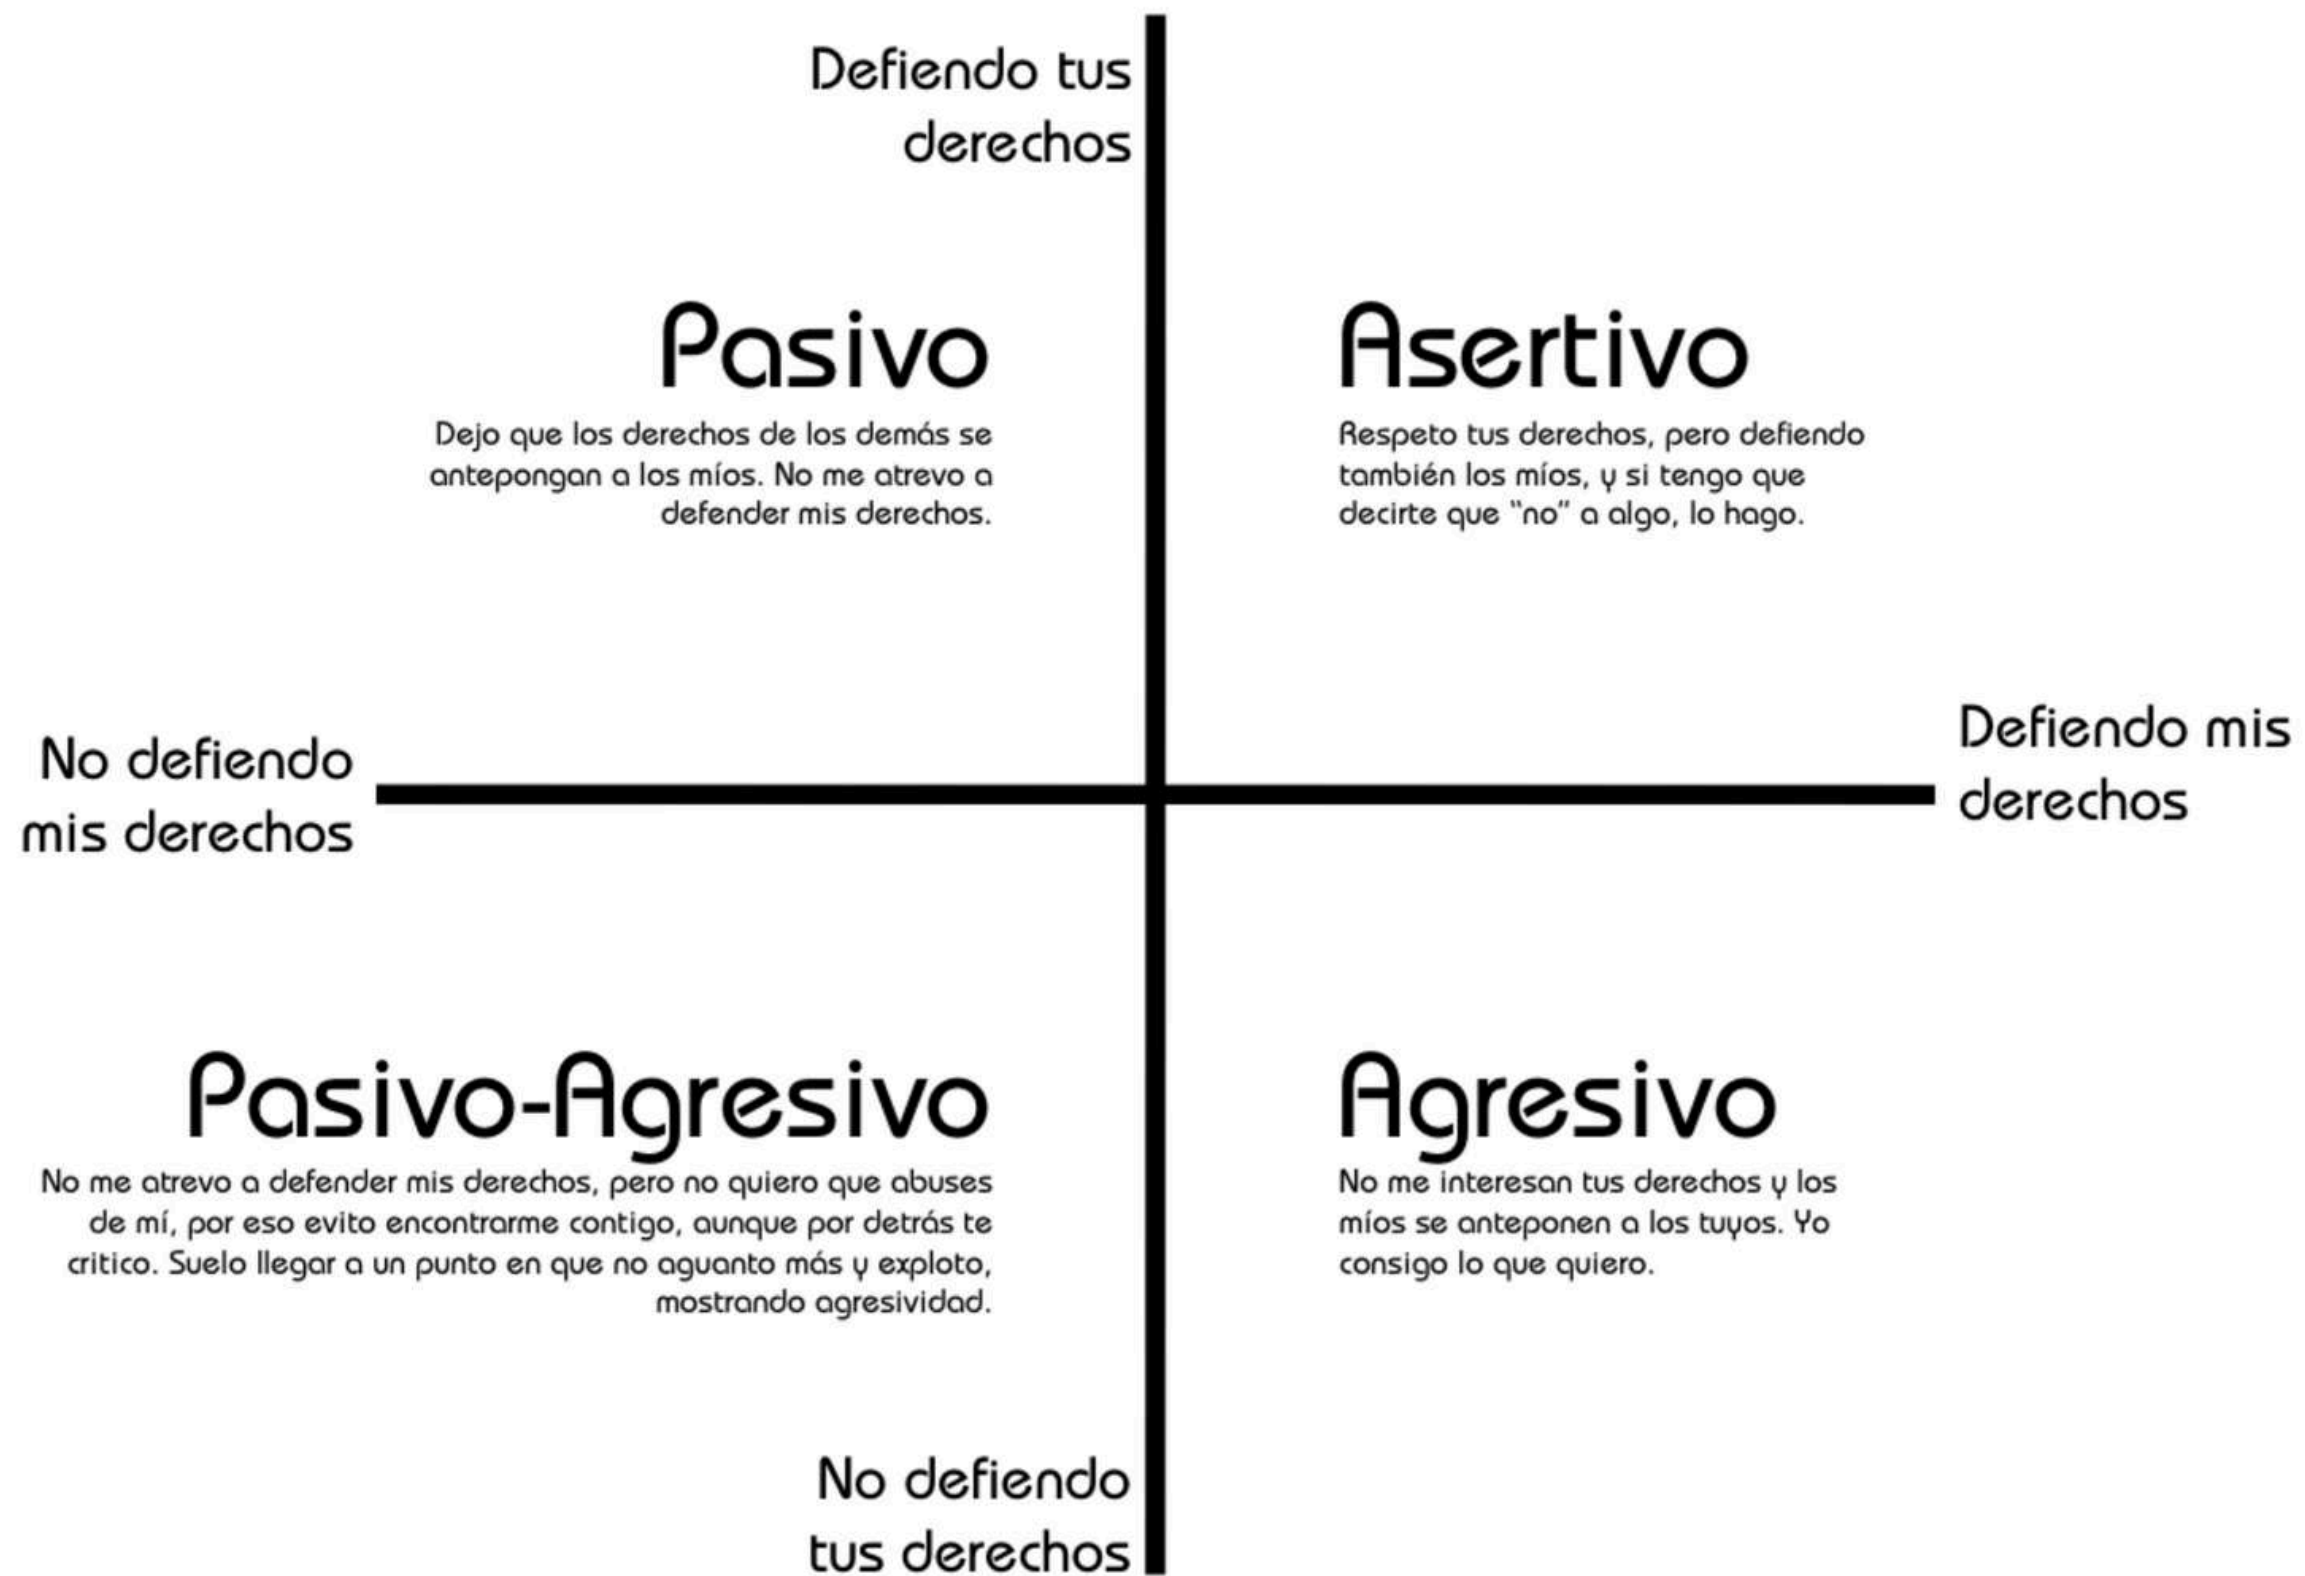 Defiendo tus
derechos
Pasivo
Dejo que los derechos de los demás se
antepongan a los míos. No me atrevo a
defender mis derechos.
Asertivo
Respeto tus derechos, pero defiendo
también los míos, y si tengo que
decirte que “no” a algo, lo hago.
No defiendo
mis derechos
Defiendo mis
derechos
Pasivo-Agresivo
No me atrevo a defender mis derechos, pero no quiero que abuses
de mí, por eso evito encontrarme contigo, aunque por detrás te
critico. Suelo llegar a un punto en que no aguanto más y exploto,
mostrando agresividad.
Agresivo
No me interesan tus derechos y los
míos se anteponen a los tuyos. Yo
consigo lo que quiero.
No defiendo
tus derechos